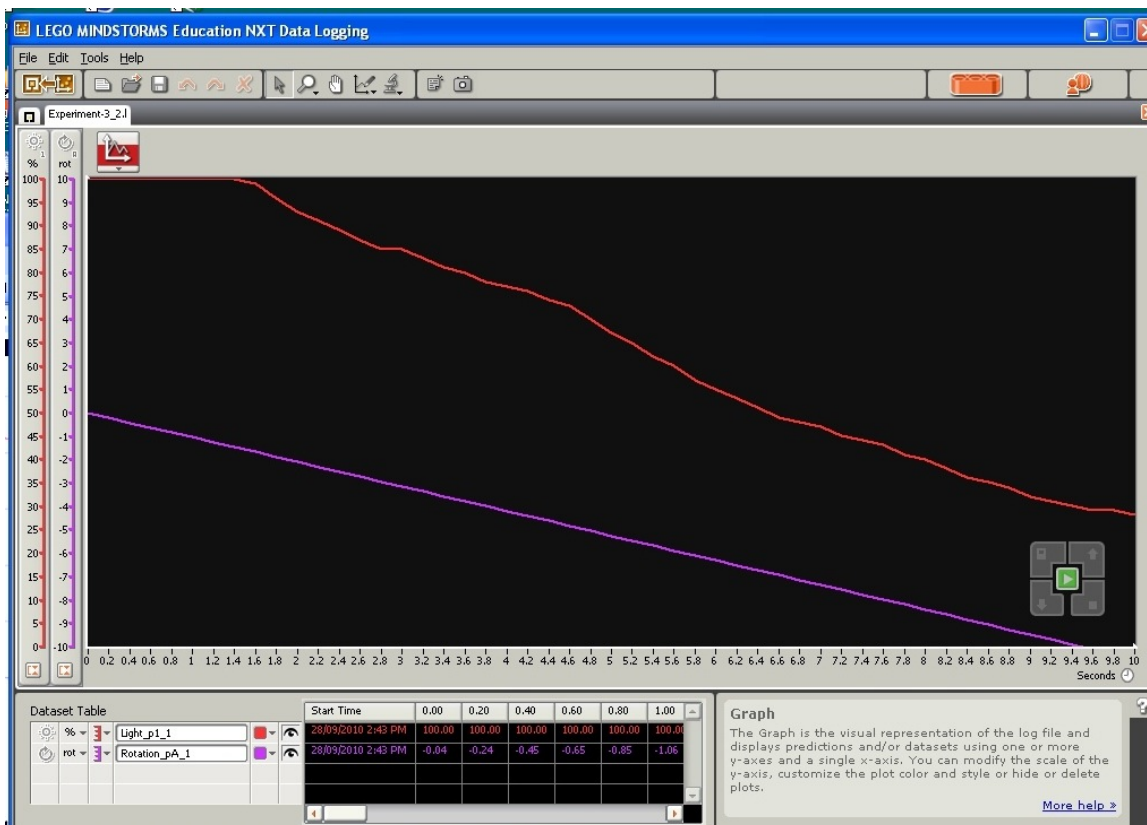 LEGO MINDSTORMS Education NXT Data Logging
File Edit Tools Help
Experiment-3_2.l
% rot
100 10
95 9
90 8
85 7
80 6
75 5
70 4
65 3
60 2
55 1
50 0
45 -1
40 -2
35 -3
30 -4
25 -5
20 -6
15 -7
10 -8
5 -9
0 -10
0 0.2 0.4 0.6 0.8 1 1.2 1.4 1.6 1.8 2 2.2 2.4 2.6 2.8 3 3.2 3.4 3.6 3.8 4 4.2 4.4 4.6 4.8 5 5.2 5.4 5.6 5.8 6 6.2 6.4 6.6 6.8 7 7.2 7.4 7.6 7.8 8 8.2 8.4 8.6 8.8 9 9.2 9.4 9.6 9.8 10
Seconds
Dataset Table
% Light_p1_1
rot Rotation_pA_1
Start Time 0.00 0.20 0.40 0.60 0.80 1.00
28/09/2010 2:43 PM 100.00 100.00 100.00 100.00 100.00 100.0
28/09/2010 2:43 PM -0.04 -0.24 -0.45 -0.65 -0.85 -1.06
Graph
The Graph is the visual representation of the log file and
displays predictions and/or datasets using one or more
y-axes and a single x-axis. You can modify the scale of the
y-axis, customize the plot color and style or hide or delete
plots.
More help »